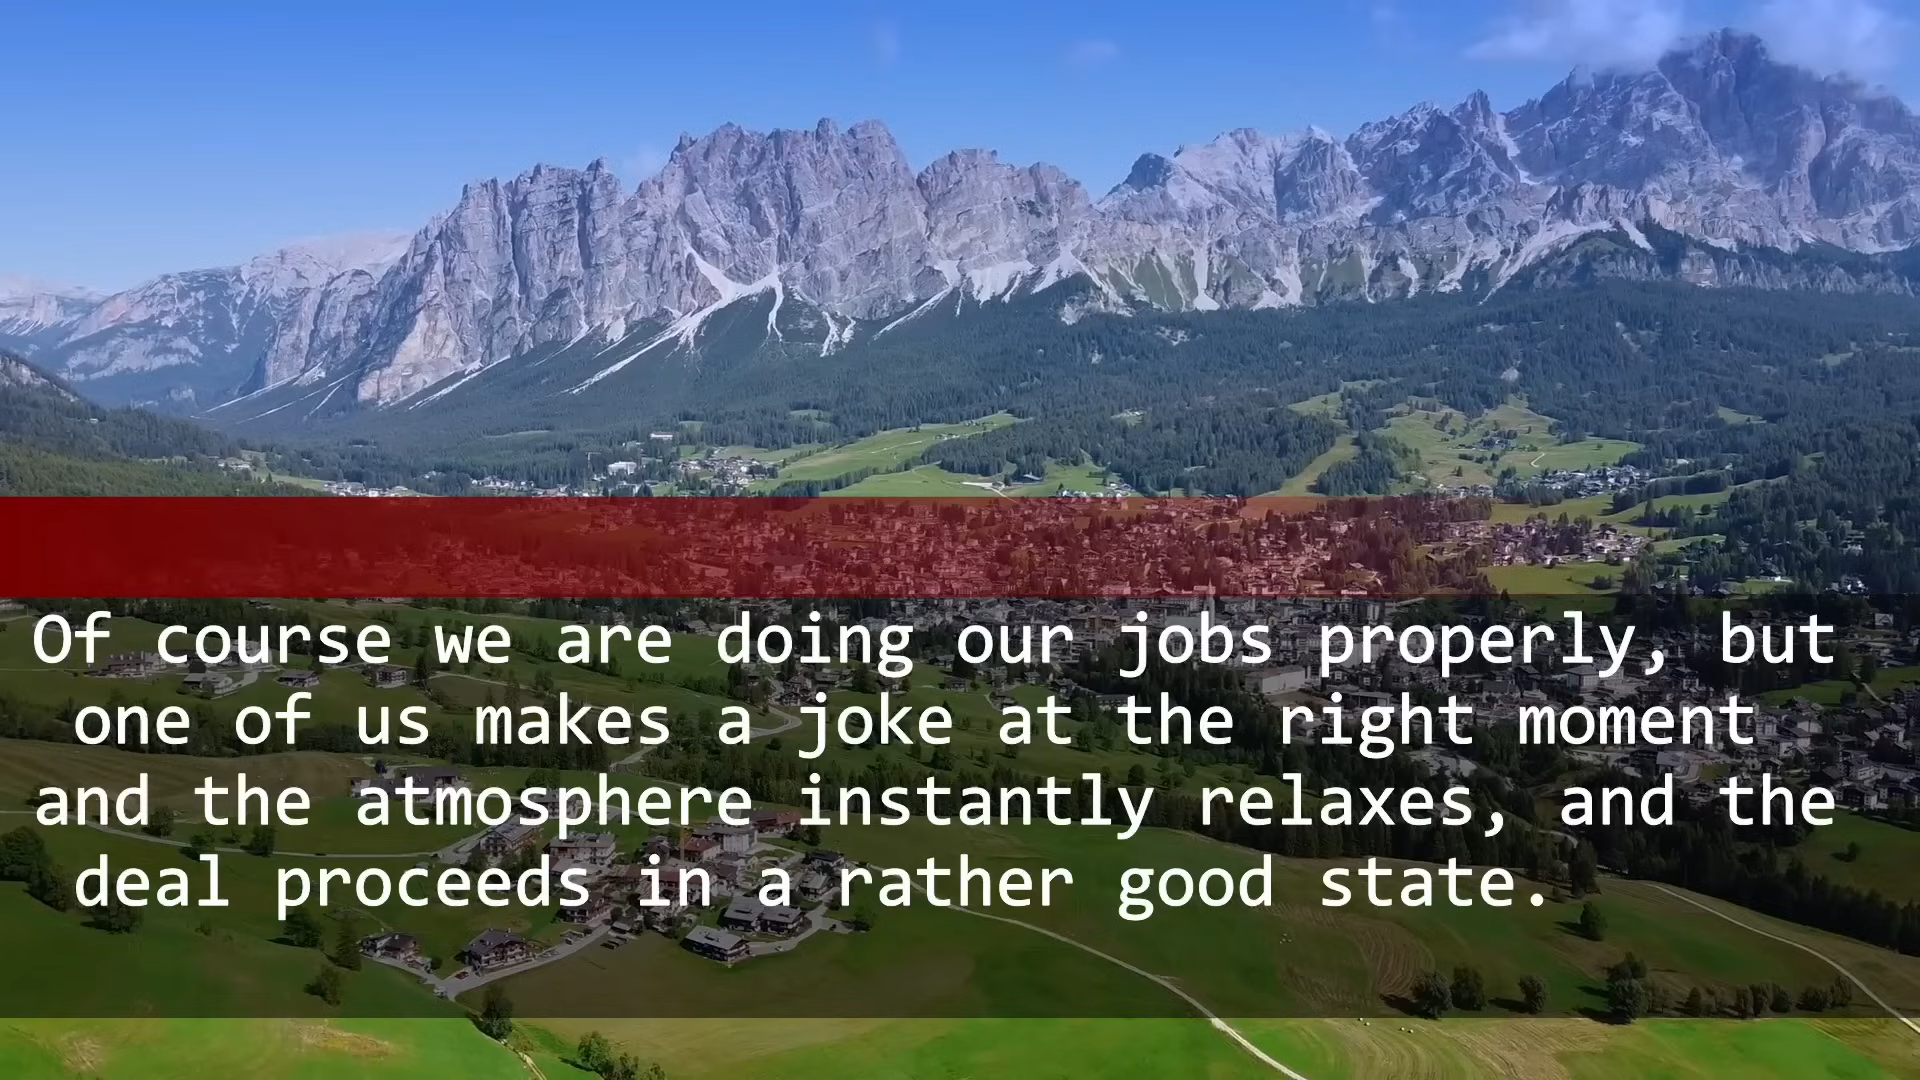 Of course we are doing our jobs properly, but
one of us makes a joke at the right moment
and the atmosphere instantly relaxes, and the
deal proceeds in a rather good state.